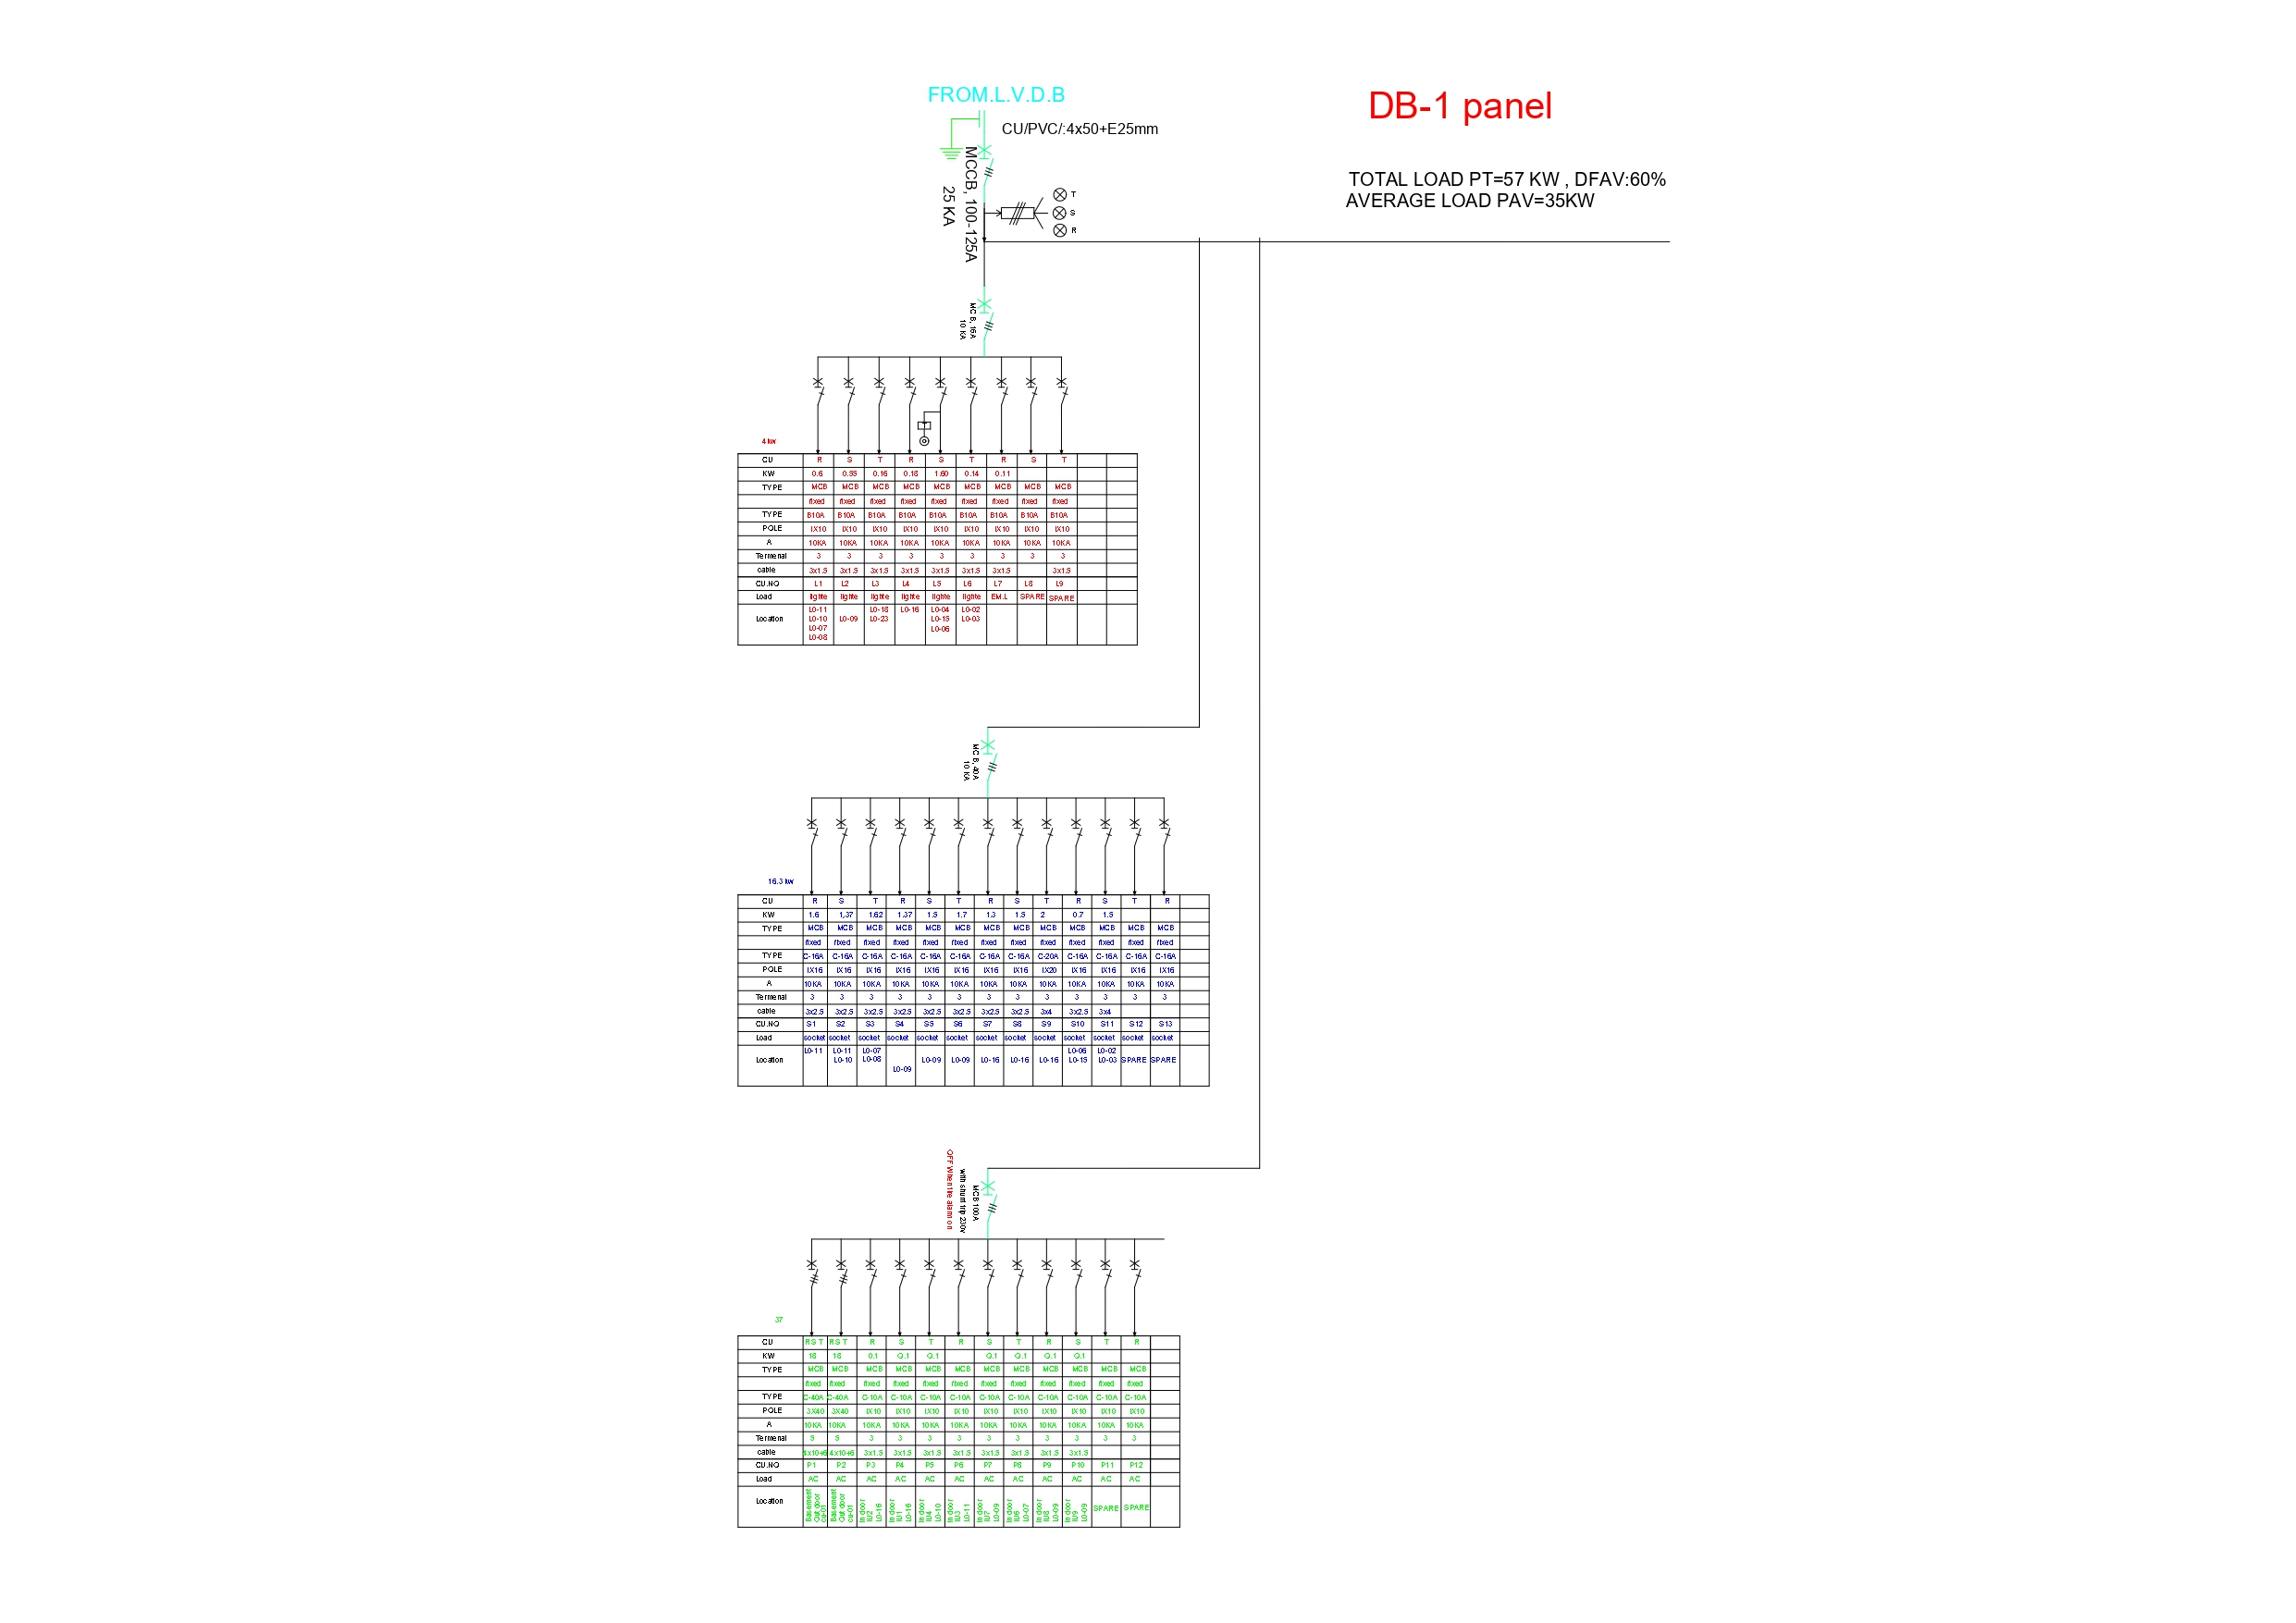 FROM.L.V.D.B
DB-1 panel
CU/PVC/:4x50+E25mm
MCCB, 100-125A
25 KA
T
S
R
TOTAL LOAD PT=57 KW , DFAV:60%
AVERAGE LOAD PAV=35KW
MCB, 16A
10 KA
4 kw
CU R S T R S T R S T
KW 0.6 0.16 0.18 1.60 0.14 0.11
TYPE MCB MCB MCB MCB MCB MCB MCB MCB MCB
fixed fixed fixed fixed fixed fixed fixed fixed fixed
TYPE B10A B10A B10A B10A B10A B10A B10A B10A B10A
POLE IX10 IX10 IX10 IX10 IX10 IX10 IX10 IX10 IX10
A 10KA 10KA 10KA 10KA 10KA 10KA 10KA 10KA 10KA
Termenal 3 3 3 3 3 3 3 3 3
cable 3x1.5 3x1.5 3x1.5 3x1.5 3x1.5 3x1.5 3x1.5 3x1.5
CU.NO L1 L2 L3 L4 L5 L6 L7 L8 L9
Load lighte lighte lighte lighte lighte lighte EM.L SPARE SPARE
L0-11 L0-18 L0-16 L0-04 L0-02
Location L0-10 L0-09 L0-23 L0-15 L0-03
L0-07 L0-06
L0-08
MCB, 40A
10 KA
16.3 kw
CU R S T R S T R S T R S T R
KW 1.6 1,37 1.62 1.37 1.5 1.7 1.3 1.5 2 0.7 1.5
TYPE MCB MCB MCB MCB MCB MCB MCB MCB MCB MCB MCB MCB MCB
fixed fixed fixed fixed fixed fixed fixed fixed fixed fixed fixed fixed fixed
TYPE C-16A C-16A C-16A C-16A C-16A C-16A C-16A C-16A C-20A C-16A C-16A C-16A C-16A
POLE IX16 IX16 IX16 IX16 IX16 IX16 IX16 IX16 IX20 IX16 IX16 IX16 IX16
A 10KA 10KA 10KA 10KA 10KA 10KA 10KA 10KA 10KA 10KA 10KA 10KA 10KA
Termenal 3 3 3 3 3 3 3 3 3 3 3 3 3
cable 3x2.5 3x2.5 3x2.5 3x2.5 3x2.5 3x2.5 3x2.5 3x2.5 3x4 3x2.5 3x4
CU.NO S1 S2 S3 S4 S5 S6 S7 S8 S9 S10 S11 S12 S13
Load socket socket socket socket socket socket socket socket socket socket socket socket socket
L0-11 L0-11 L0-07 L0-06 L0-02
Location L0-10 L0-08 L0-09 L0-09 L0-16 L0-16 L0-16 L0-15 L0-03 SPARE SPARE
L0-09
MCB 100A
with shunt trip 230v
OFF When fire alarm on
37
CU RST RST R S T R S T R S T R
KW 18 18 0.1 0.1 0.1 0.1 0.1 0.1 0.1
TYPE MCB MCB MCB MCB MCB MCB MCB MCB MCB MCB MCB MCB
fixed fixed fixed fixed fixed fixed fixed fixed fixed fixed fixed fixed
TYPE C-40A C-40A C-10A C-10A C-10A C-10A C-10A C-10A C-10A C-10A C-10A C-10A
POLE 3X40 3X40 IX10 IX10 IX10 IX10 IX10 IX10 IX10 IX10 IX10 IX10
A 10KA 10KA 10KA 10KA 10KA 10KA 10KA 10KA 10KA 10KA 10KA 10KA
Termenal 5 5 3 3 3 3 3 3 3 3 3 3
cable 4x10+6 4x10+6 3x1.5 3x1.5 3x1.5 3x1.5 3x1.5 3x1.5 3x1.5 3x1.5
CU.NO P1 P2 P3 P4 P5 P6 P7 P8 P9 P10 P11 P12
Load AC AC AC AC AC AC AC AC AC AC AC AC
Location
Basement
Out door
cu-01
Indoor
IU2
L0-16
Indoor
IU1
L0-16
Indoor
IU4
L0-10
Indoor
IU3
L0-11
Indoor
IU7
L0-09
Indoor
IU6
L0-07
Indoor
IU8
L0-09
Indoor
IU9
L0-09
SPARE
SPARE